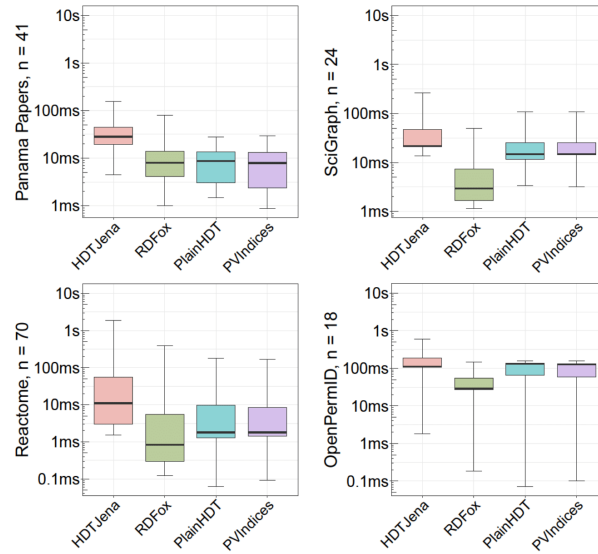 Panama Papers, n = 41
10s
1s
100ms
10ms
1ms
HDTJena
RDFox
PlainHDT
PVIndices
SciGraph, n = 24
10s
1s
100ms
10ms
1ms
HDTJena
RDFox
PlainHDT
PVIndices
Reactome, n = 70
10s
1s
100ms
10ms
1ms
0.1ms
HDTJena
RDFox
PlainHDT
PVIndices
OpenPermID, n = 18
10s
1s
100ms
10ms
1ms
0.1ms
HDTJena
RDFox
PlainHDT
PVIndices